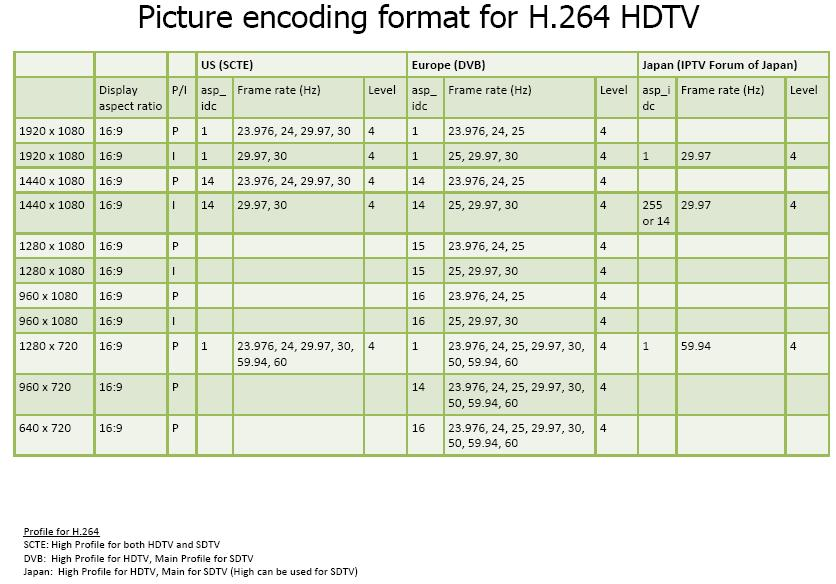 Picture encoding format for H.264 HDTV
US (SCTE) Europe (DVB) Japan (IPTV Forum of Japan)
Display aspect ratio P/I asp_idc Frame rate (Hz) Level asp_idc Frame rate (Hz) Level asp_idc Frame rate (Hz) Level
1920 x 1080 16:9 P 1 23.976, 24, 29.97, 30 4 1 23.976, 24, 25 4
1920 x 1080 16:9 I 1 29.97, 30 4 1 25, 29.97, 30 4 1 29.97 4
1440 x 1080 16:9 P 14 23.976, 24, 29.97, 30 4 14 23.976, 24, 25 4
1440 x 1080 16:9 I 14 29.97, 30 4 14 25, 29.97, 30 4 255 or 14 29.97 4
1280 x 1080 16:9 P 15 23.976, 24, 25 4
1280 x 1080 16:9 I 15 25, 29.97, 30 4
960 x 1080 16:9 P 16 23.976, 24, 25 4
960 x 1080 16:9 I 16 25, 29.97, 30 4
1280 x 720 16:9 P 1 23.976, 24, 29.97, 30, 59.94, 60 4 1 23.976, 24, 25, 29.97, 30, 50, 59.94, 60 4 1 59.94 4
960 x 720 16:9 P 14 23.976, 24, 25, 29.97, 30, 50, 59.94, 60 4
640 x 720 16:9 P 16 23.976, 24, 25, 29.97, 30, 50, 59.94, 60 4
Profile for H.264
SCTE: High Profile for both HDTV and SDTV
DVB: High Profile for HDTV, Main Profile for SDTV
Japan: High Profile for HDTV, Main for SDTV (High can be used for SDTV)